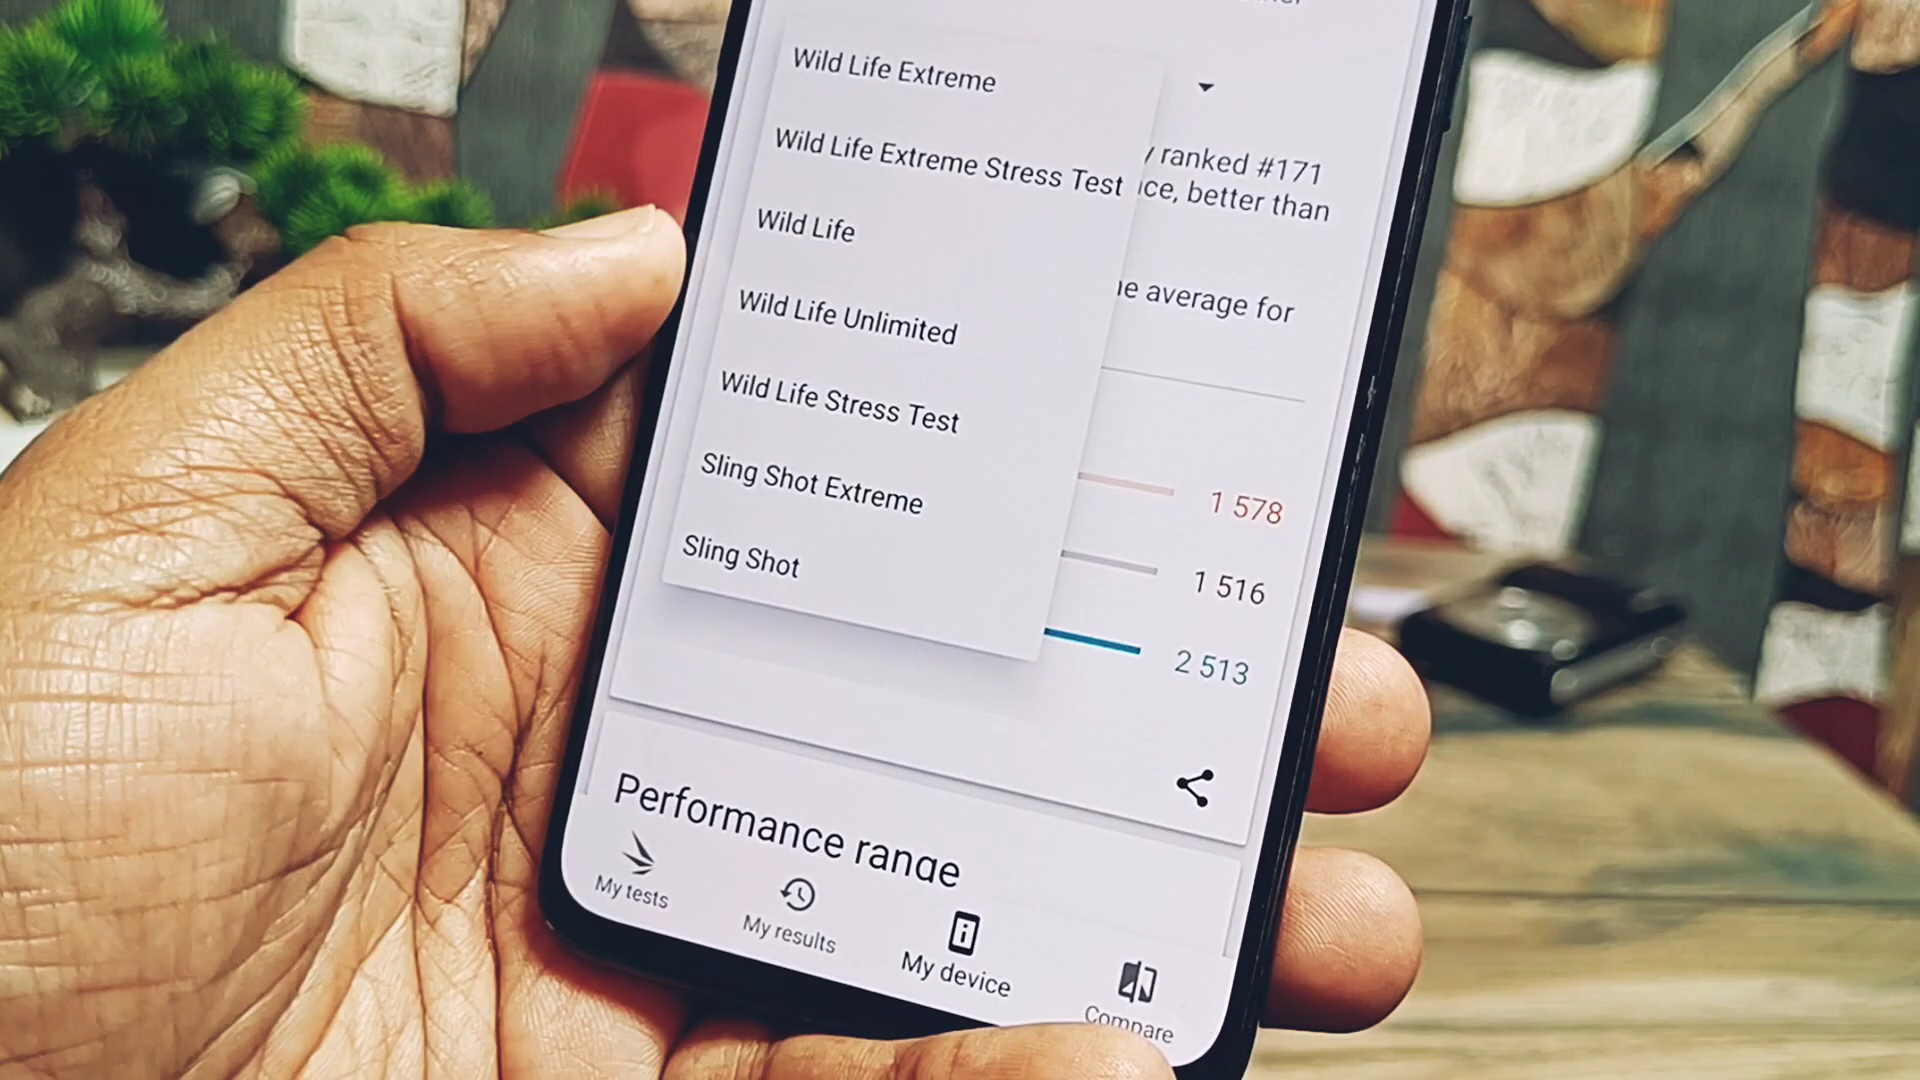 Wild Life Extreme
Wild Life Extreme Stress Test
Wild Life
Wild Life Unlimited
Wild Life Stress Test
Sling Shot Extreme
Sling Shot
ranked #171
better than
average for
1 578
1 516
2 513
Performance range
My tests
My results
My device
Compare